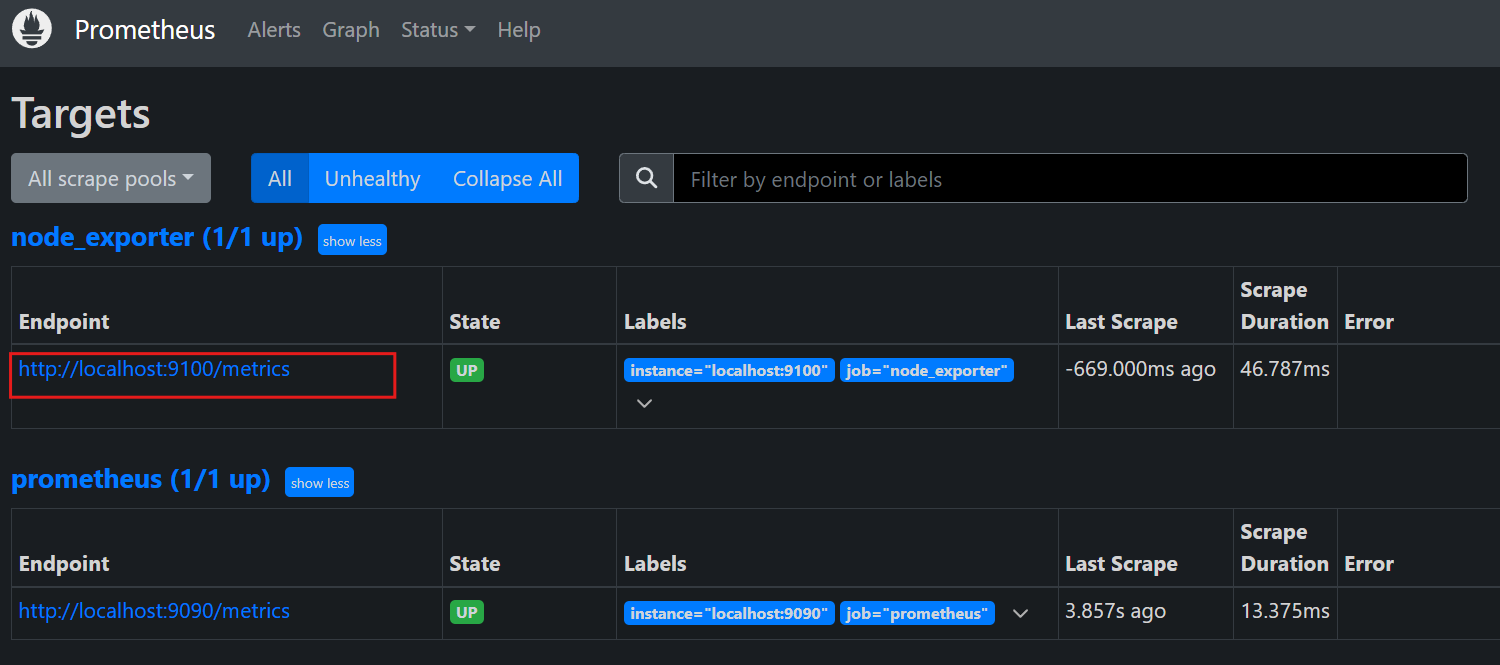 Prometheus Alerts Graph Status Help
Targets
All scrape pools All Unhealthy Collapse All Filter by endpoint or labels
node_exporter (1/1 up) show less
Endpoint State Labels Last Scrape Scrape Duration Error
http://localhost:9100/metrics UP instance="localhost:9100" job="node_exporter" -669.000ms ago 46.787ms
prometheus (1/1 up) show less
Endpoint State Labels Last Scrape Scrape Duration Error
http://localhost:9090/metrics UP instance="localhost:9090" job="prometheus" 3.857s ago 13.375ms